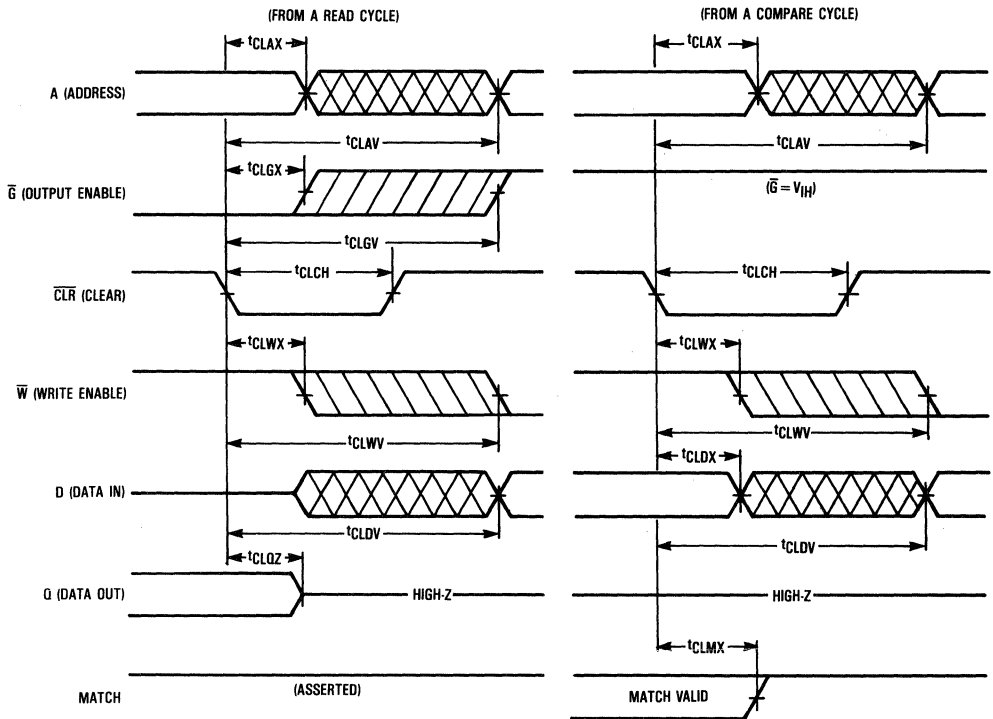 (FROM A READ CYCLE)
(FROM A COMPARE CYCLE)
tCLAX
tCLAX
A (ADDRESS)
tCLAV
tCLAV
tCLGX
G̅ (OUTPUT ENABLE)
(G̅ = VIH)
tCLGV
tCLCH
tCLCH
C̅L̅R̅ (CLEAR)
tCLWX
tCLWX
W̅ (WRITE ENABLE)
tCLWV
tCLWV
tCLDX
D (DATA IN)
tCLDV
tCLDV
tCLQZ
Q (DATA OUT)
HIGH-Z
HIGH-Z
tCLMX
MATCH
(ASSERTED)
MATCH VALID